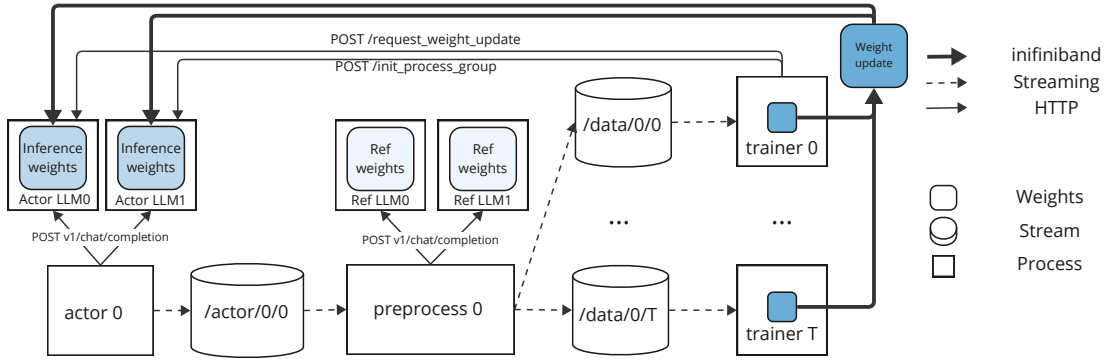 POST /request_weight_update
POST /init_process_group
Weight
update
inifiniband
Streaming
HTTP
Inference
weights
Actor LLM0
Inference
weights
Actor LLM1
Ref
weights
Ref LLM0
Ref
weights
Ref LLM1
/data/0/0
trainer 0
Weights
Stream
Process
...
...
POST v1/chat/completion
POST v1/chat/completion
actor 0
/actor/0/0
preprocess 0
/data/0/T
trainer T